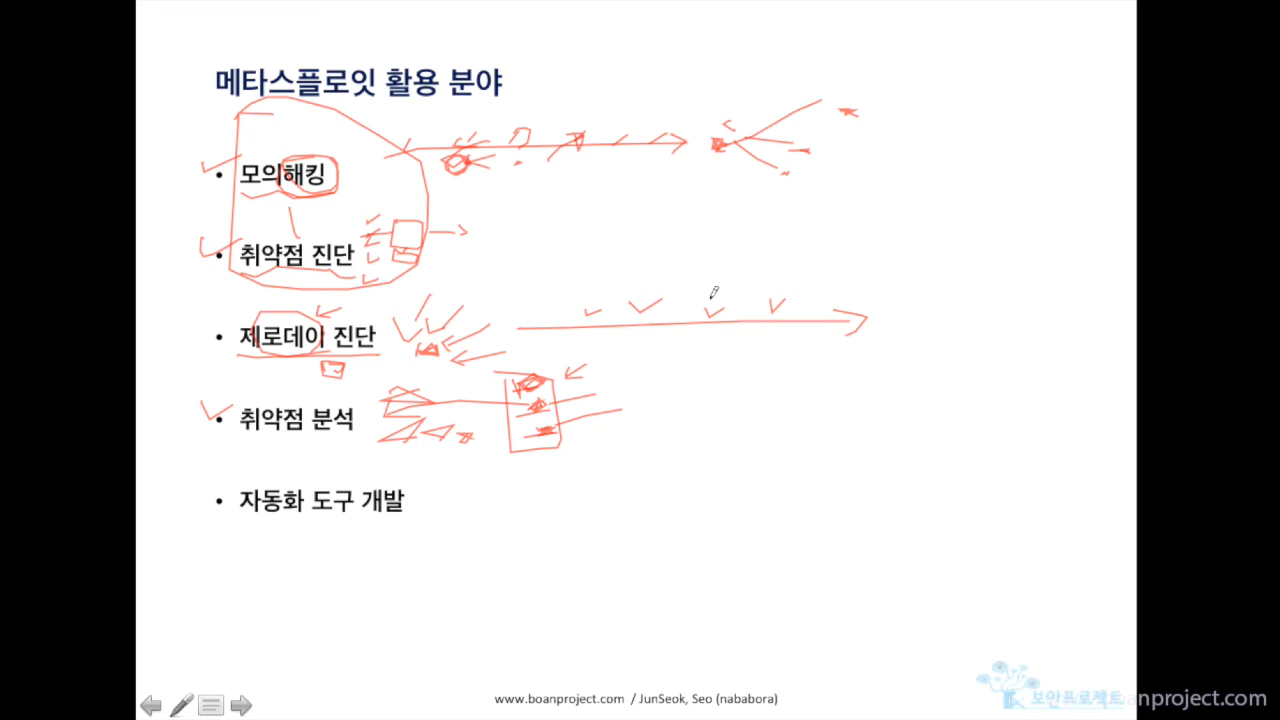 메타스플로잇 활용 분야
• 모의해킹
• 취약점 진단
• 제로데이 진단
• 취약점 분석
• 자동화 도구 개발
www.boanproject.com / JunSeok, Seo (nababora)
보안프로젝트
boanproject.com